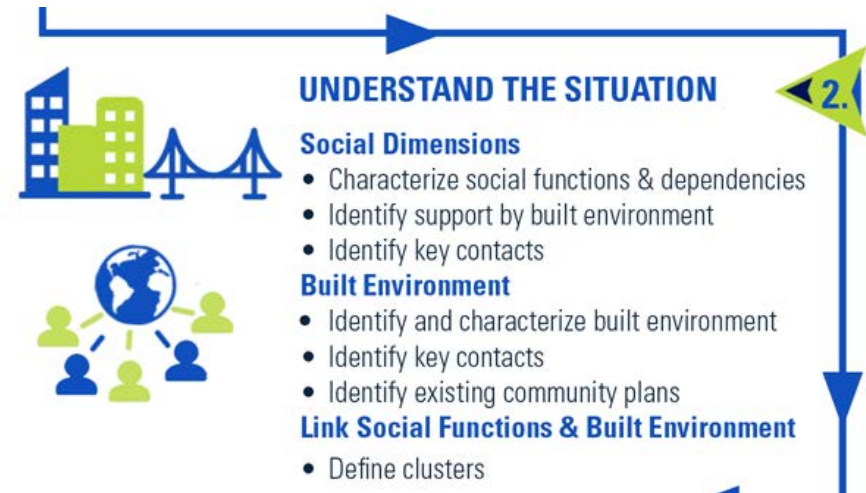 UNDERSTAND THE SITUATION
2.
Social Dimensions
• Characterize social functions & dependencies
• Identify support by built environment
• Identify key contacts
Built Environment
• Identify and characterize built environment
• Identify key contacts
• Identify existing community plans
Link Social Functions & Built Environment
• Define clusters